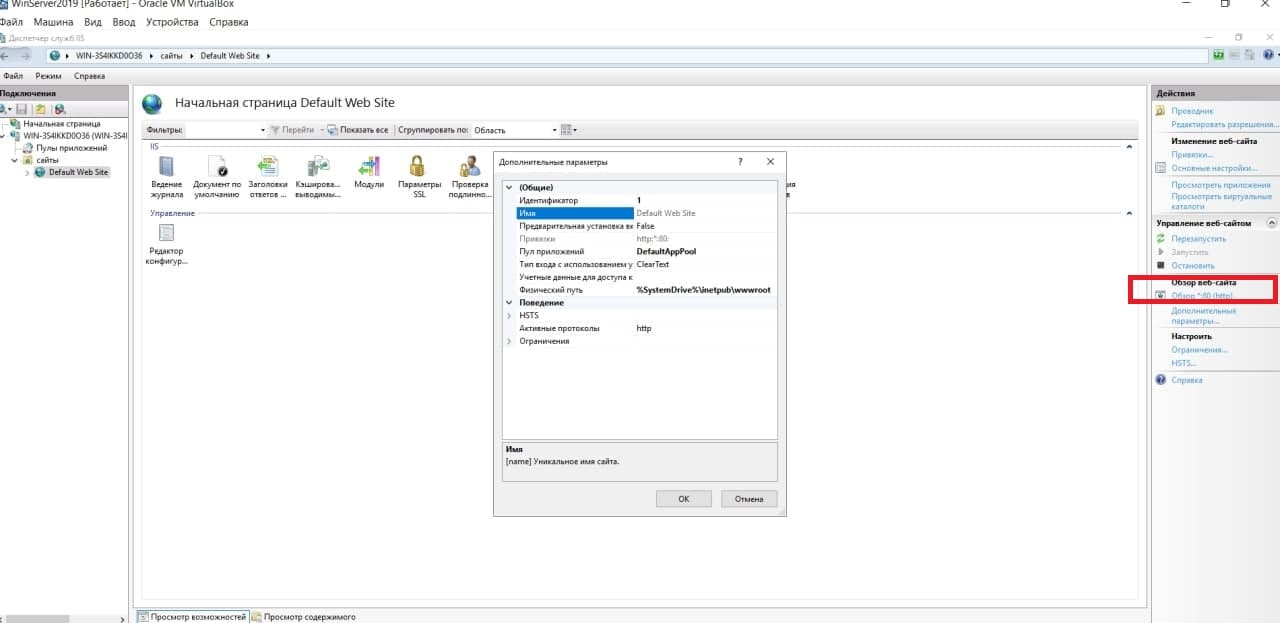 WinServer2019 [Работает] - Oracle VM VirtualBox
Файл Машина Вид Ввод Устройства Справка
Диспетчер служб IIS
WIN-3S4IKKD0O36 сайты Default Web Site
Файл Режим Справка
Подключения
Начальная страница
WIN-3S4IKKD0O36 (WIN-3S4I
Пулы приложений
сайты
Default Web Site
Начальная страница Default Web Site
Фильтры: Перейти Показать все Сгруппировать по: Область
IIS
Ведение журнала
Документ по умолчанию
Заголовки ответов ...
Кэширова... выводимы...
Модули
Параметры SSL
Проверка подлинно...
Управление
Редактор конфигур...
Дополнительные параметры ?
(Общие)
Идентификатор 1
Имя Default Web Site
Предварительная установка вк False
Привязки http:*:80:
Пул приложений DefaultAppPool
Тип входа с использованием у ClearText
Учетные данные для доступа к
Физический путь %SystemDrive%\inetpub\wwwroot
Поведение
HSTS
Активные протоколы http
Ограничения
Имя
[name] Уникальное имя сайта.
OK Отмена
Действия
Проводник
Редактировать разрешения...
Изменение веб-сайта
Привязки...
Основные настройки...
Просмотреть приложения
Просмотреть виртуальные
каталоги
Управление веб-сайтом
Перезапустить
Запустить
Остановить
Обзор веб-сайта
Обзор *:80 (http)
Дополнительные
параметры...
Настроить
Ограничения...
HSTS...
Справка
Просмотр возможностей Просмотр содержимого